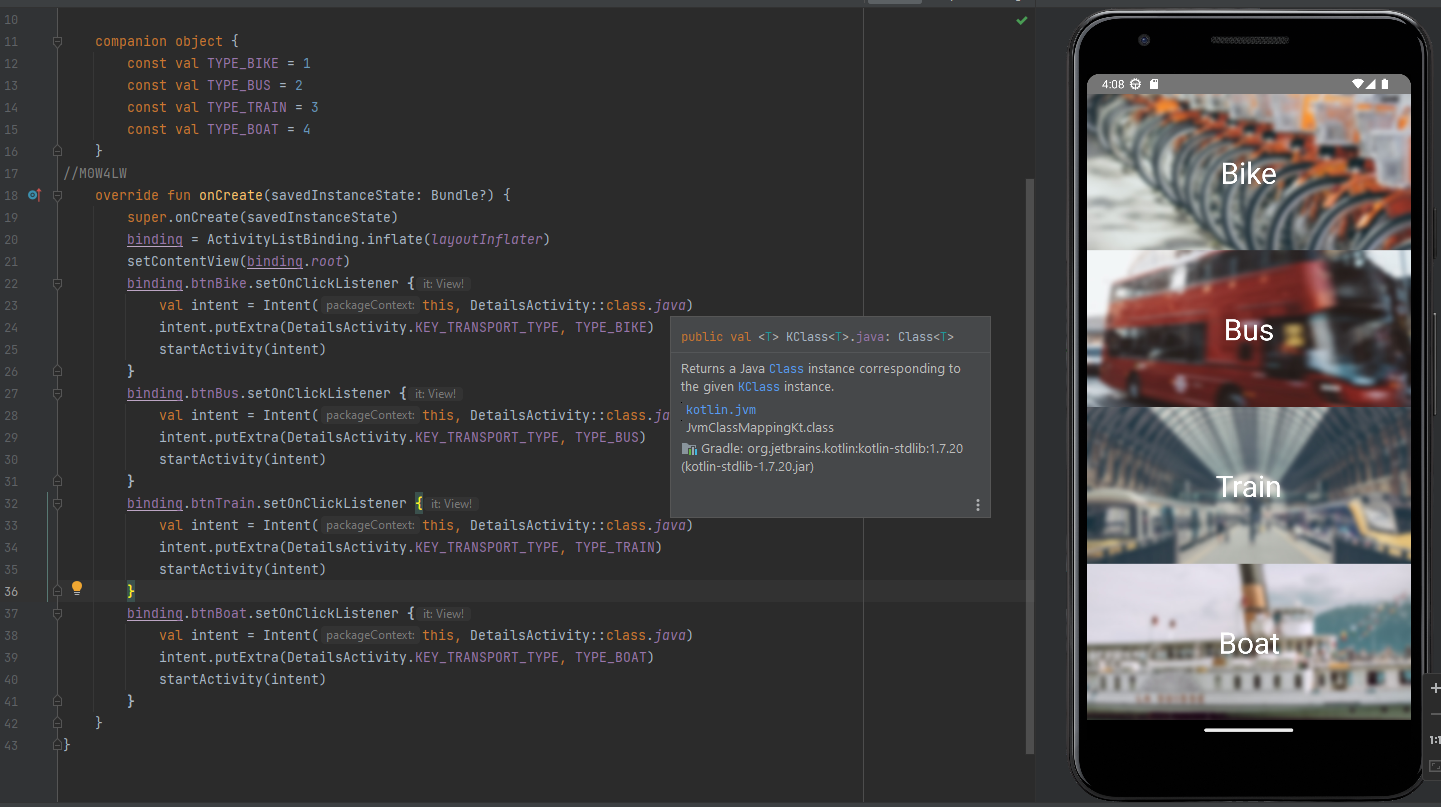 10
11 companion object {
12 const val TYPE_BIKE = 1
13 const val TYPE_BUS = 2
14 const val TYPE_TRAIN = 3
15 const val TYPE_BOAT = 4
16 }
17 //M0W4LW
18 override fun onCreate(savedInstanceState: Bundle?) {
19 super.onCreate(savedInstanceState)
20 binding = ActivityListBinding.inflate(layoutInflater)
21 setContentView(binding.root)
22 binding.btnBike.setOnClickListener { it: View!
23 val intent = Intent( packageContext: this, DetailsActivity::class.java)
24 intent.putExtra(DetailsActivity.KEY_TRANSPORT_TYPE, TYPE_BIKE)
25 startActivity(intent)
26 }
27 binding.btnBus.setOnClickListener { it: View!
28 val intent = Intent( packageContext: this, DetailsActivity::class.ja
29 intent.putExtra(DetailsActivity.KEY_TRANSPORT_TYPE, TYPE_BUS)
30 startActivity(intent)
31 }
32 binding.btnTrain.setOnClickListener { it: View!
33 val intent = Intent( packageContext: this, DetailsActivity::class.java)
34 intent.putExtra(DetailsActivity.KEY_TRANSPORT_TYPE, TYPE_TRAIN)
35 startActivity(intent)
36 }
37 binding.btnBoat.setOnClickListener { it: View!
38 val intent = Intent( packageContext: this, DetailsActivity::class.java)
39 intent.putExtra(DetailsActivity.KEY_TRANSPORT_TYPE, TYPE_BOAT)
40 startActivity(intent)
41 }
42 }
43 }
public val <T> KClass<T>.java: Class<T>
Returns a Java Class instance corresponding to
the given KClass instance.
kotlin.jvm
JvmClassMappingKt.class
Gradle: org.jetbrains.kotlin:kotlin-stdlib:1.7.20
(kotlin-stdlib-1.7.20.jar)
4:08
Bike
Bus
Train
Boat